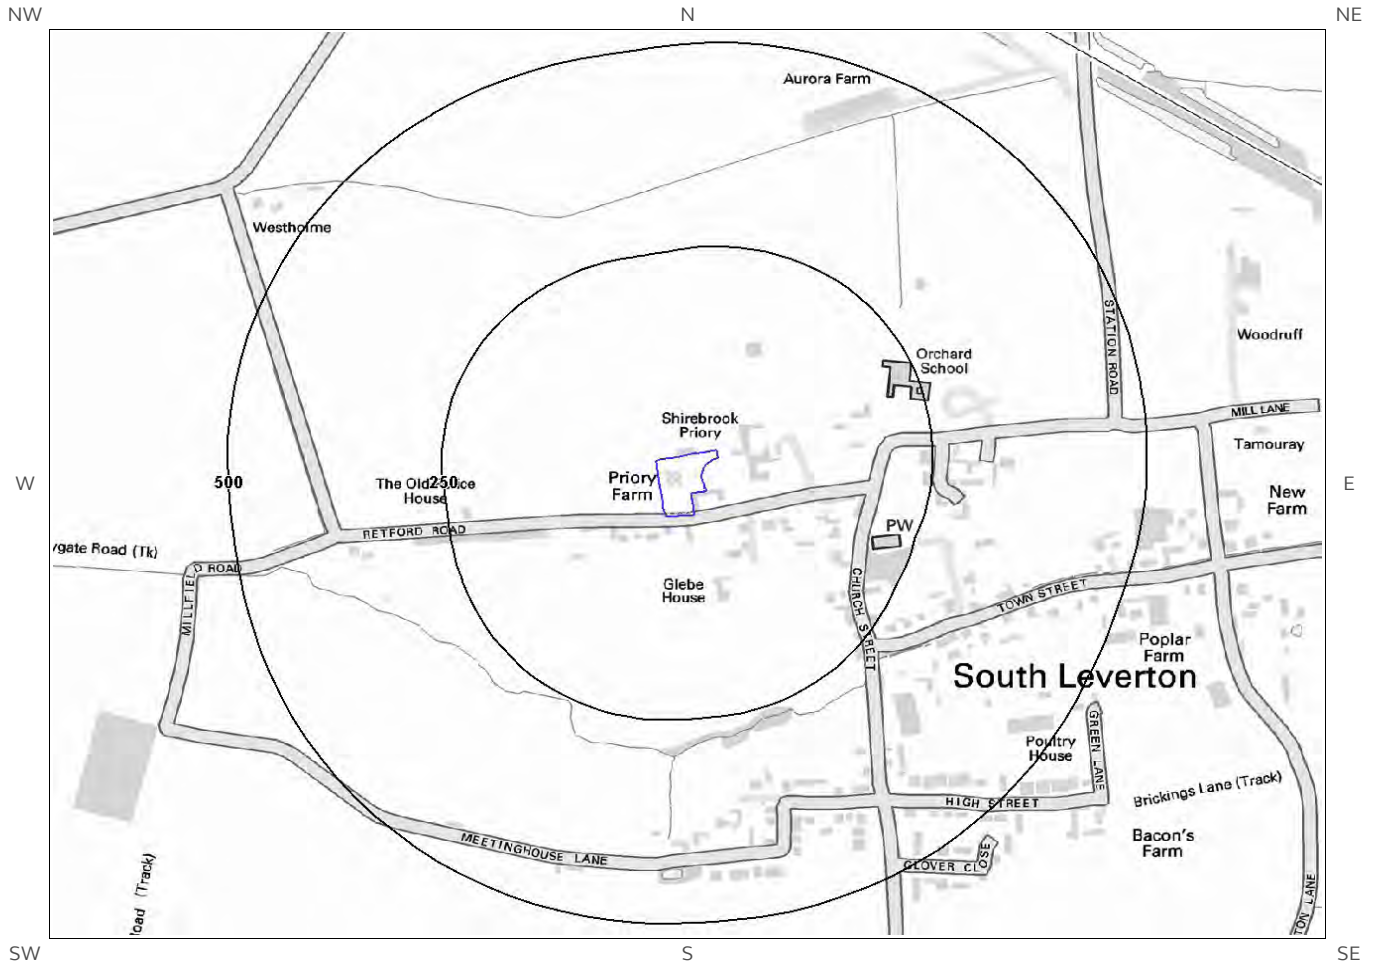 NW
N
NE
Aurora Farm
Westholme
STATION ROAD
Woodruff
Orchard
School
MILL LANE
Shirebrook
Priory
Tamouray
W
500
The Old
ice
House
250
Priory
Farm
New
Farm
E
RETFORD ROAD
PW
ygate Road (Tk)
MILLFIELD ROAD
Glebe
House
CHURCH STREET
TOWN STREET
Poplar
Farm
South Leverton
GREEN LANE
Poultry
House
Brickings Lane (Track)
HIGH STREET
MEETINGHOUSE LANE
Bacon's
Farm
GLOVER CLOSE
oad (Track)
TON LANE
SW
S
SE